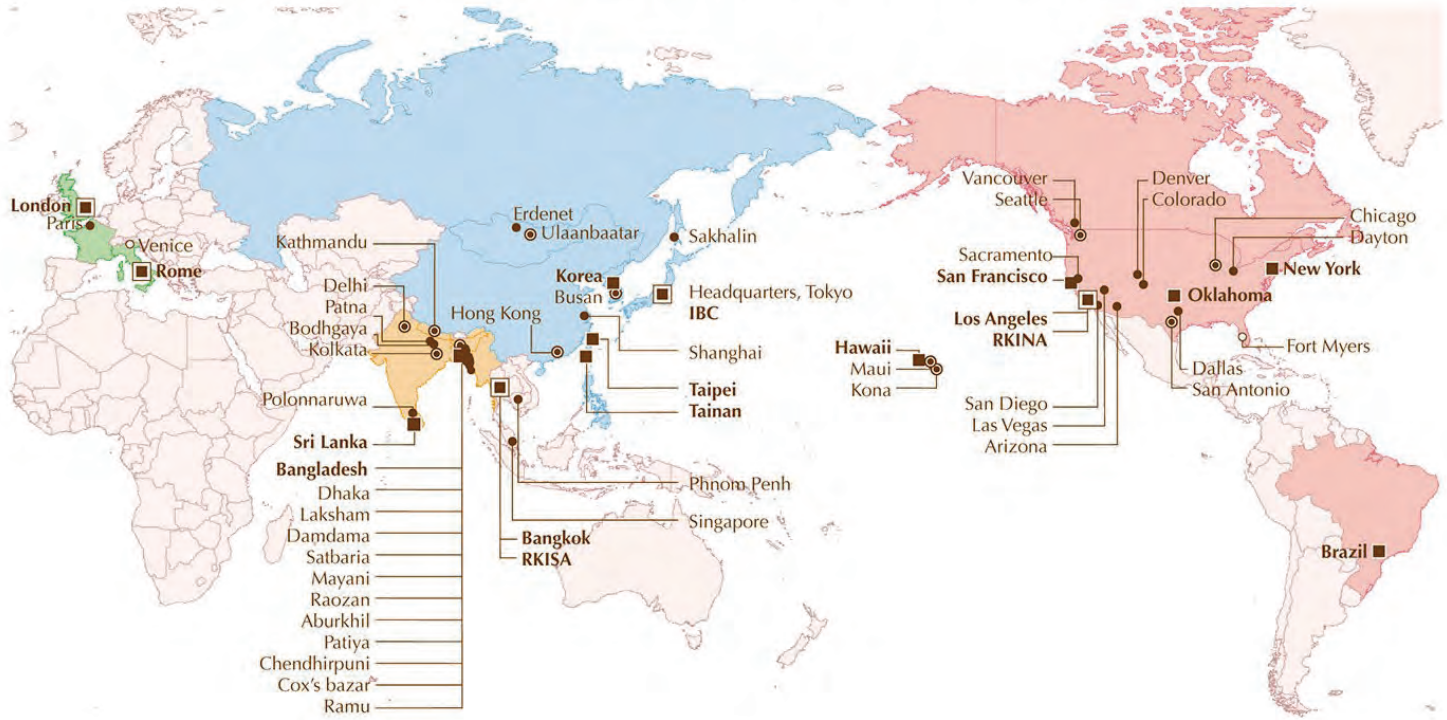 London
Paris
Venice
Rome
Kathmandu
Delhi
Patna
Bodhgaya
Kolkata
Polonnaruwa
Sri Lanka
Bangladesh
Dhaka
Laksham
Damdama
Satbaria
Mayani
Raozan
Aburkhil
Patiya
Chendhirpuni
Cox's bazar
Ramu
Erdenet
Ulaanbaatar
Sakhalin
Korea
Busan
Headquarters, Tokyo
IBC
Hong Kong
Shanghai
Taipei
Tainan
Phnom Penh
Singapore
Bangkok
RKISA
Hawaii
Maui
Kona
Vancouver
Seattle
Sacramento
San Francisco
Los Angeles
RKINA
San Diego
Las Vegas
Arizona
Denver
Colorado
Chicago
Dayton
New York
Oklahoma
Fort Myers
Dallas
San Antonio
Brazil